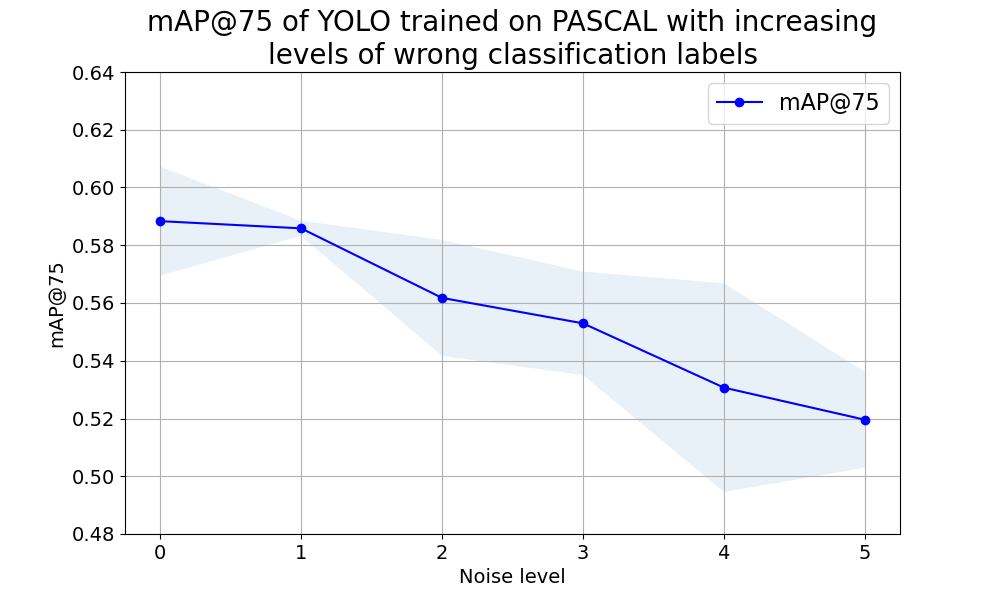 mAP@75 of YOLO trained on PASCAL with increasing
levels of wrong classification labels
mAP@75
0.64
0.62
0.60
0.58
0.56
0.54
0.52
0.50
0.48
mAP@75
0 1 2 3 4 5
Noise level